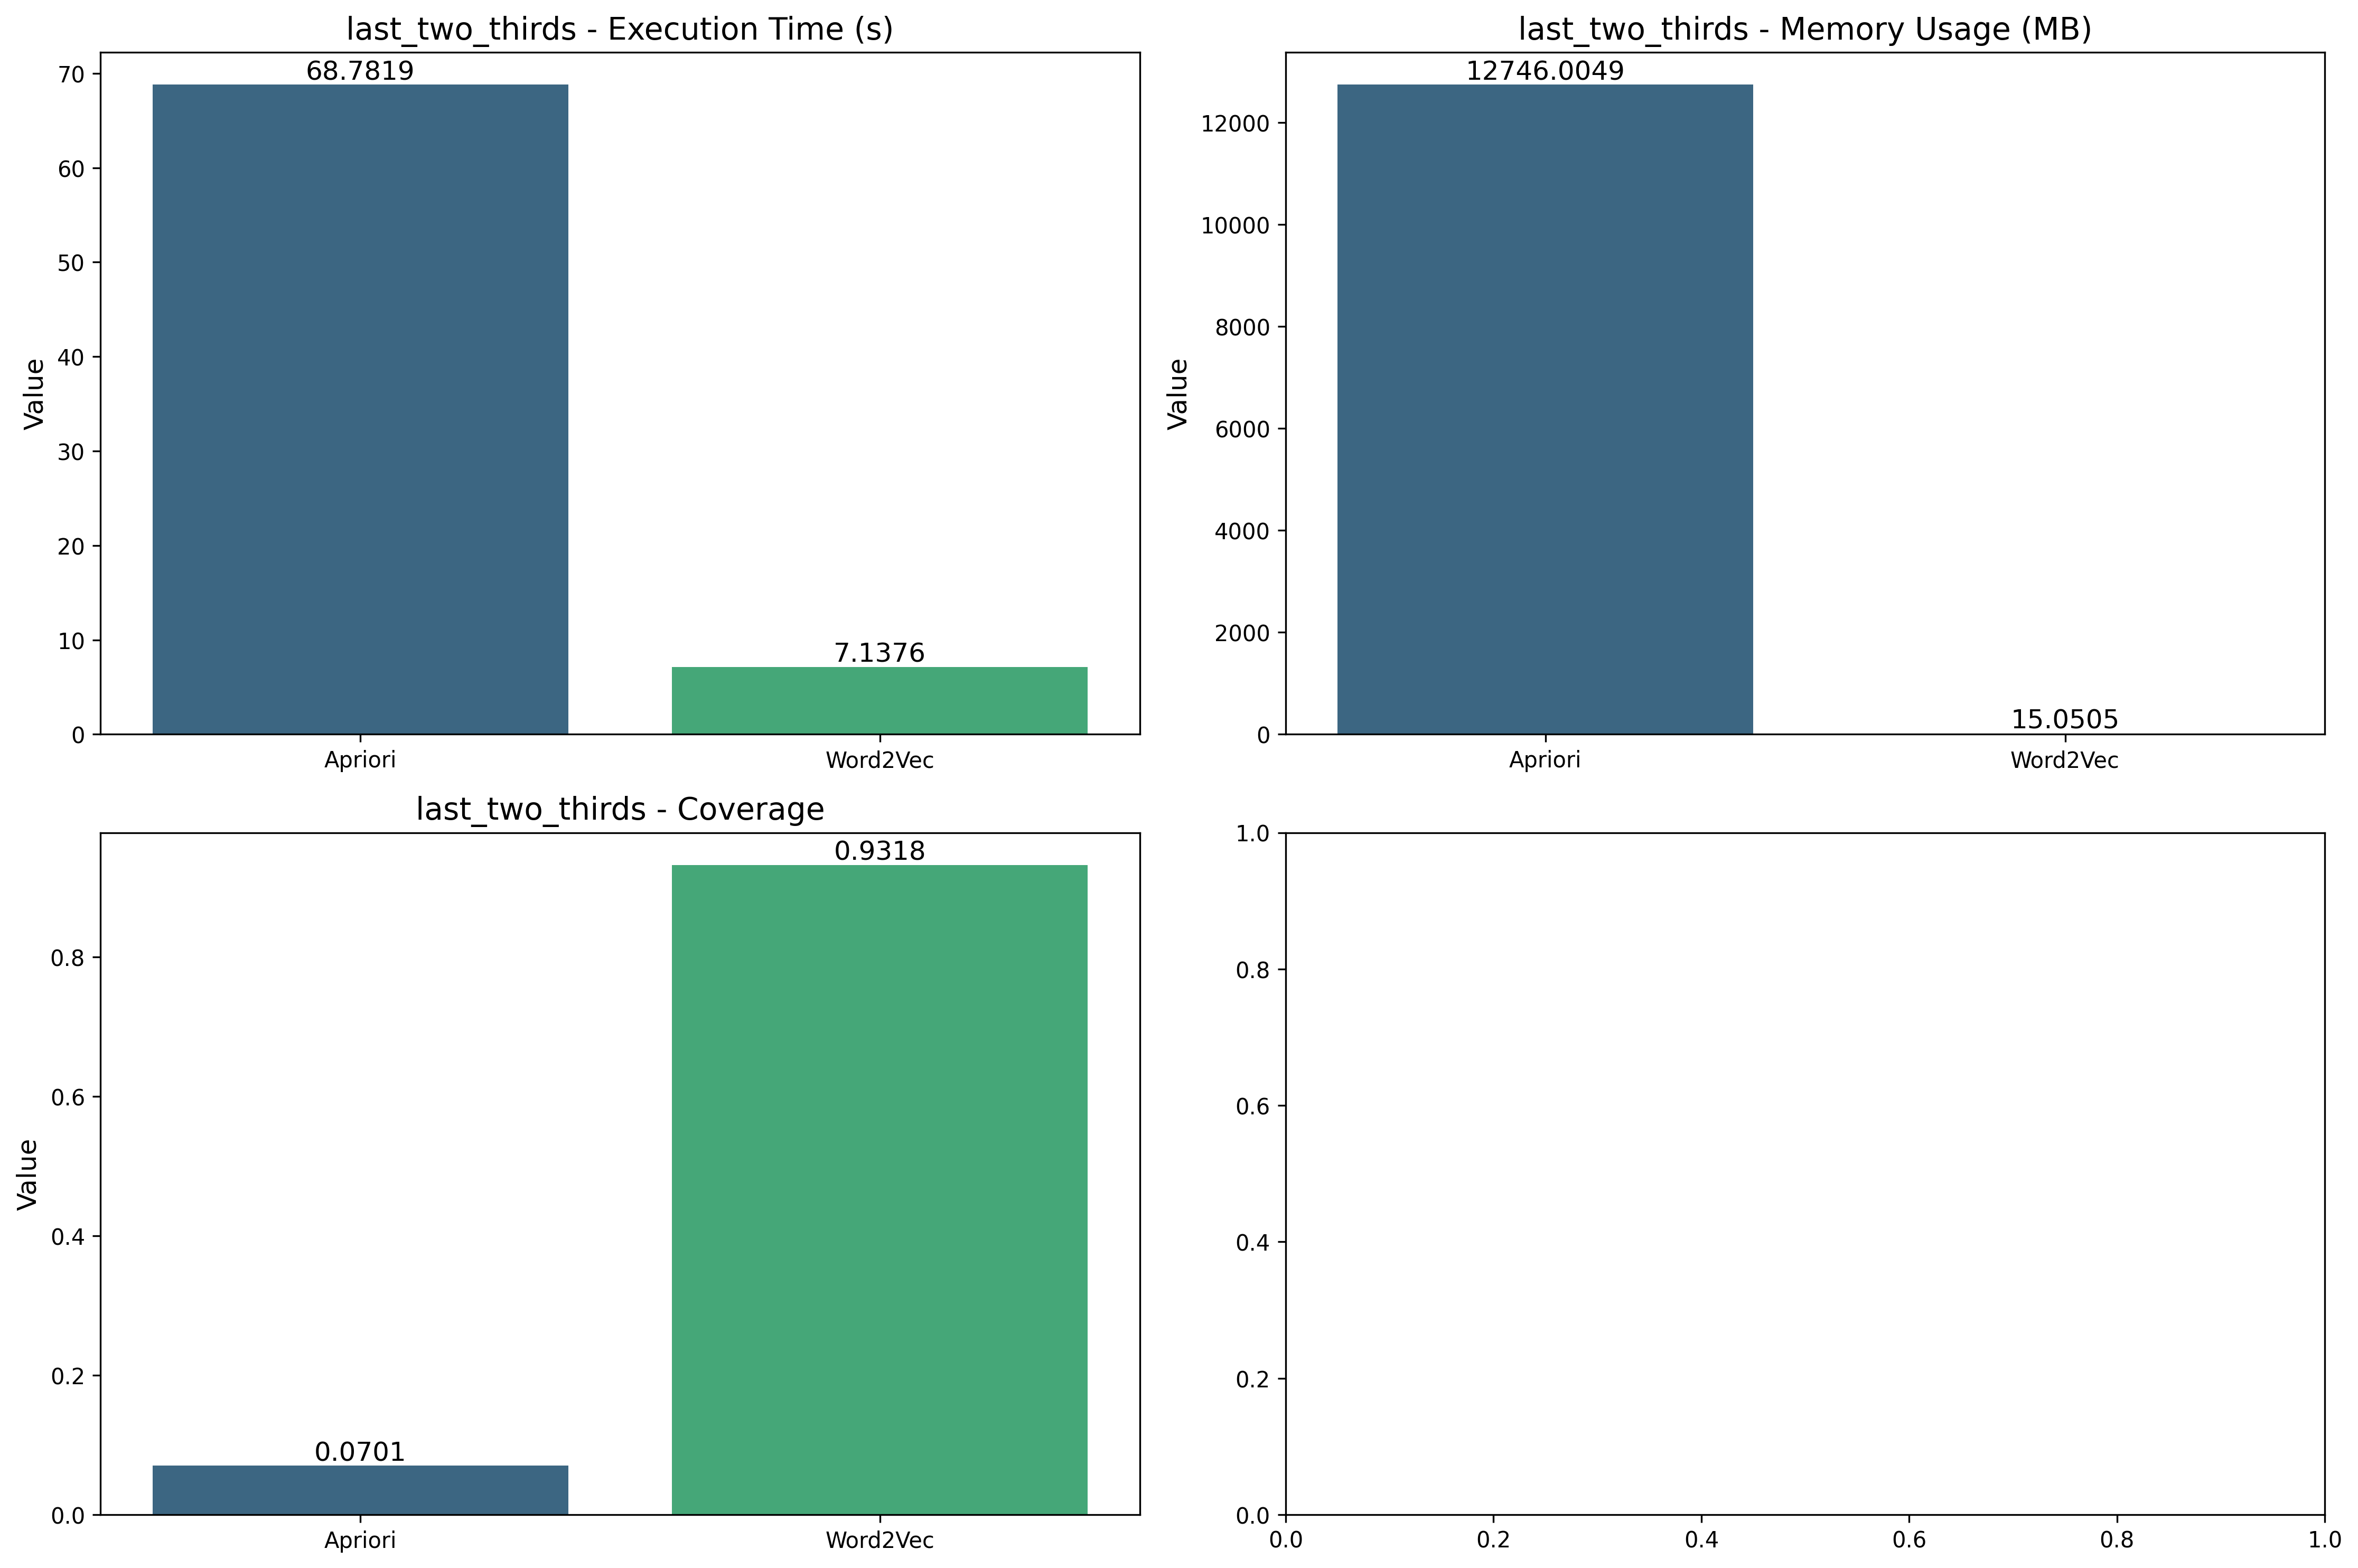 last_two_thirds - Execution Time (s)
68.7819
7.1376
70
60
50
40
30
20
10
0
Value
Apriori
Word2Vec
last_two_thirds - Memory Usage (MB)
12746.0049
15.0505
12000
10000
8000
6000
4000
2000
0
Value
Apriori
Word2Vec
last_two_thirds - Coverage
0.9318
0.0701
0.8
0.6
0.4
0.2
0.0
Value
Apriori
Word2Vec
1.0
0.8
0.6
0.4
0.2
0.0
0.0 0.2 0.4 0.6 0.8 1.0